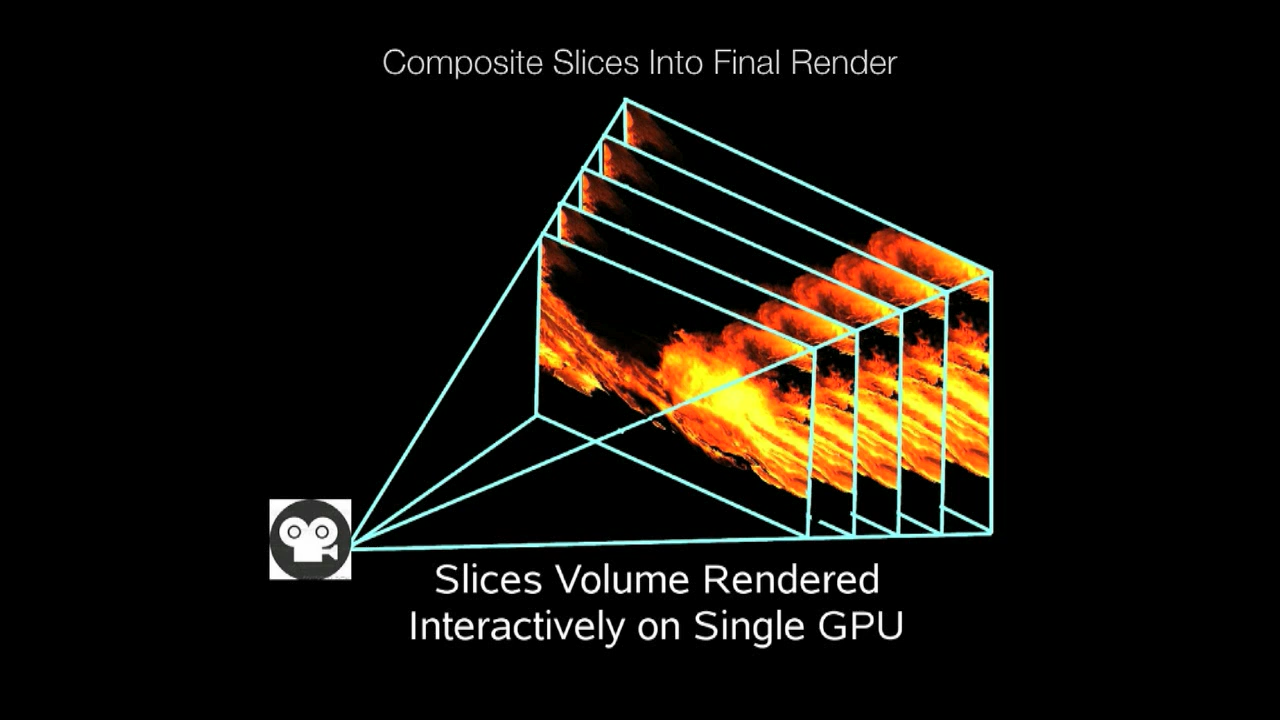 Composite Slices Into Final Render
Slices Volume Rendered
Interactively on Single GPU